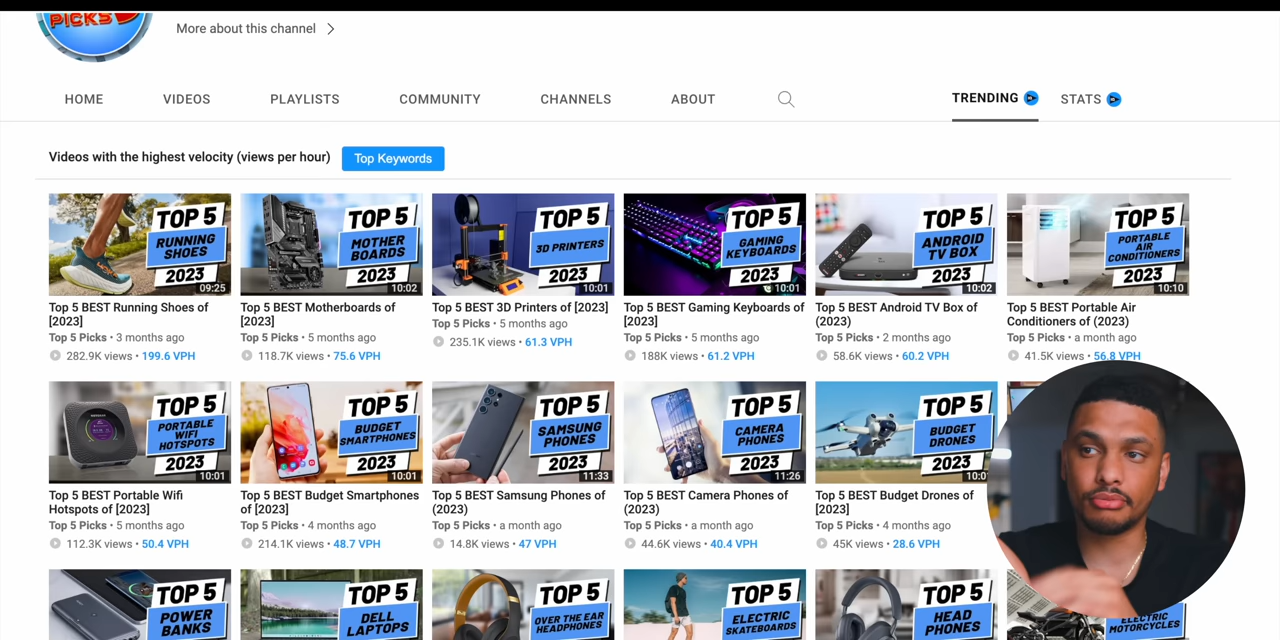 PICKS
More about this channel
HOME
VIDEOS
PLAYLISTS
COMMUNITY
CHANNELS
ABOUT
TRENDING
STATS
Videos with the highest velocity (views per hour)
Top Keywords
TOP 5
RUNNING
SHOES
2023
09:25
TOP 5
MOTHER
BOARDS
2023
10:02
TOP 5
3D PRINTERS
2023
10:01
TOP 5
GAMING
KEYBOARDS
2023
10:01
TOP 5
ANDROID
TV BOX
2023
10:02
TOP 5
PORTABLE
AIR
CONDITIONERS
2023
10:10
Top 5 BEST Running Shoes of
[2023]
Top 5 Picks • 3 months ago
282.9K views • 199.6 VPH
Top 5 BEST Motherboards of
[2023]
Top 5 Picks • 5 months ago
118.7K views • 75.6 VPH
Top 5 BEST 3D Printers of [2023]
Top 5 Picks • 5 months ago
235.1K views • 61.3 VPH
Top 5 BEST Gaming Keyboards of
[2023]
Top 5 Picks • 5 months ago
188K views • 61.2 VPH
Top 5 BEST Android TV Box of
(2023)
Top 5 Picks • 2 months ago
58.6K views • 60.2 VPH
Top 5 BEST Portable Air
Conditioners of (2023)
Top 5 Picks • a month ago
41.5K views • 56.8 VPH
TOP 5
PORTABLE
WIFI
HOTSPOTS
2023
10:01
TOP 5
BUDGET
SMARTPHONES
2023
10:01
TOP 5
SAMSUNG
PHONES
2023
11:33
TOP 5
CAMERA
PHONES
2023
11:26
TOP 5
BUDGET
DRONES
2023
10:0
Top 5 BEST Portable Wifi
Hotspots of [2023]
Top 5 Picks • 5 months ago
112.3K views • 50.4 VPH
Top 5 BEST Budget Smartphones
of [2023]
Top 5 Picks • 4 months ago
214.1K views • 48.7 VPH
Top 5 BEST Samsung Phones of
(2023)
Top 5 Picks • a month ago
14.8K views • 47 VPH
Top 5 BEST Camera Phones of
(2023)
Top 5 Picks • a month ago
44.6K views • 40.4 VPH
Top 5 BEST Budget Drones of
[2023]
Top 5 Picks • 4 months ago
45K views • 28.6 VPH
TOP 5
POWER
BANKS
TOP 5
DELL
LAPTOPS
TOP 5
OVER THE EAR
HEADPHONES
TOP 5
ELECTRIC
SKATEBOARDS
TOP 5
HEAD
PHONES
ELECTRIC
MOTORCYCLES